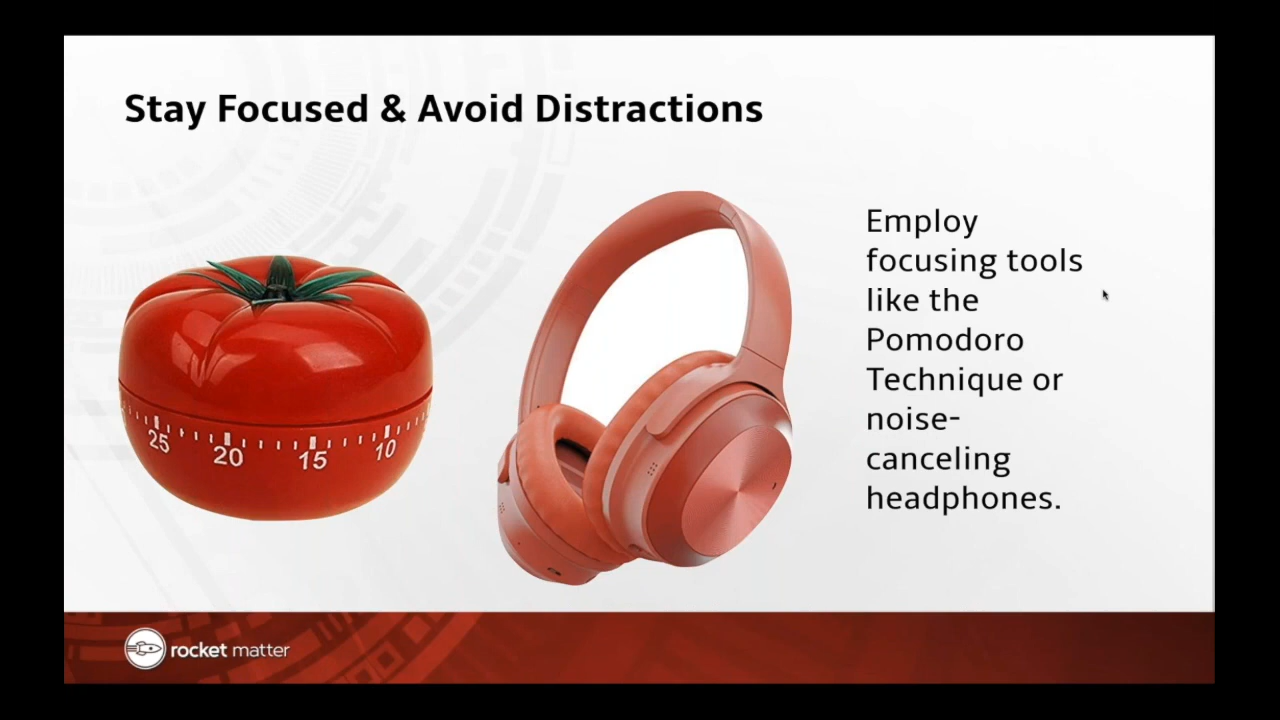 Stay Focused & Avoid Distractions
Employ
focusing tools
like the
Pomodoro
Technique or
noise-
canceling
headphones.
25 20 15 10
rocket matter